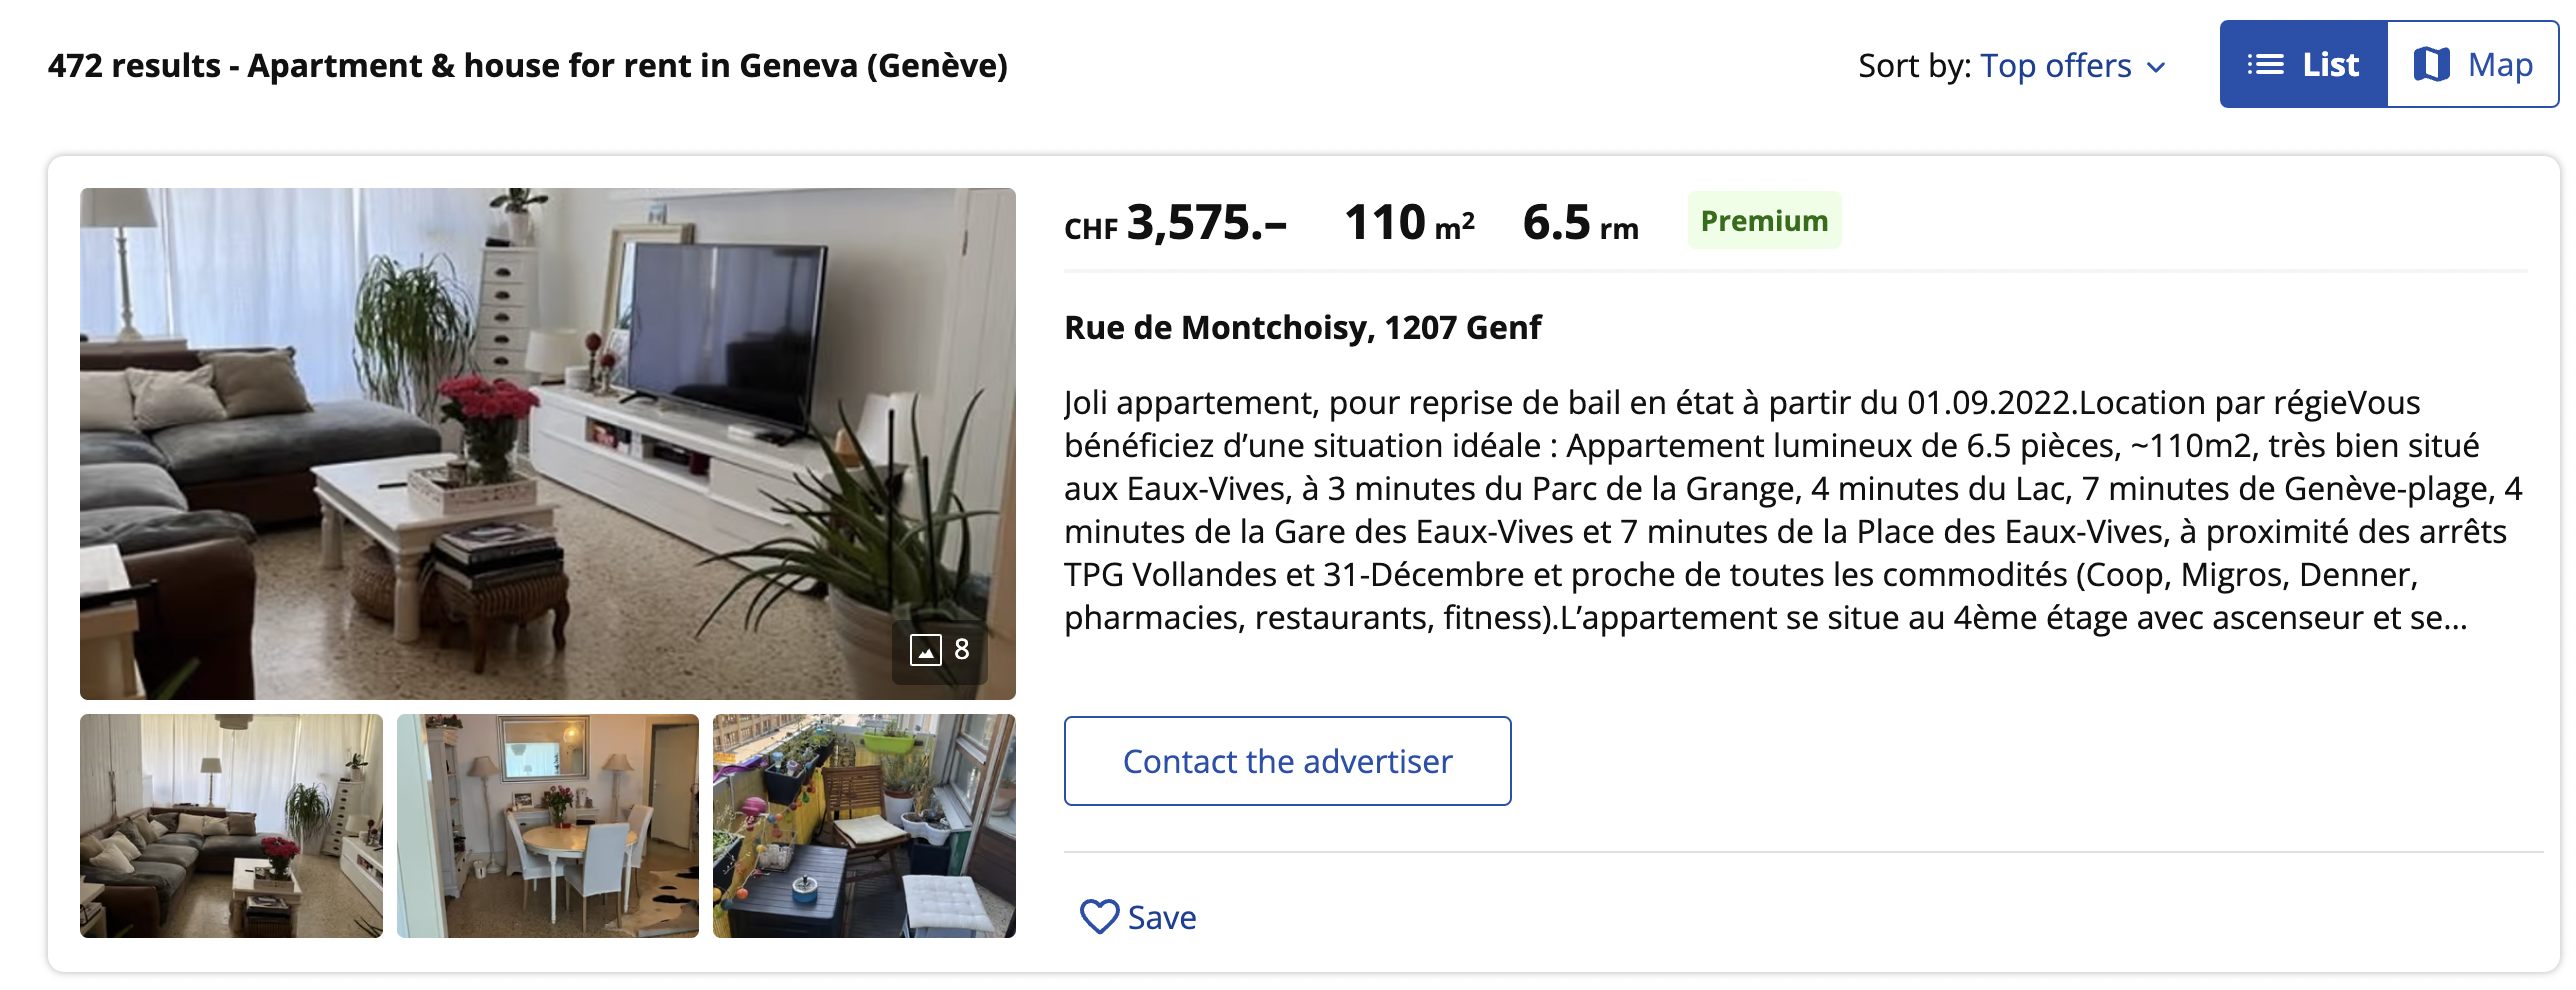 472 results - Apartment & house for rent in Geneva (Genève)
Sort by: Top offers
List
Map
CHF 3,575.–
110 m²
6.5 rm
Premium
Rue de Montchoisy, 1207 Genf
Joli appartement, pour reprise de bail en état à partir du 01.09.2022.Location par régieVous
bénéficiez d’une situation idéale : Appartement lumineux de 6.5 pièces, ~110m2, très bien situé
aux Eaux-Vives, à 3 minutes du Parc de la Grange, 4 minutes du Lac, 7 minutes de Genève-plage, 4
minutes de la Gare des Eaux-Vives et 7 minutes de la Place des Eaux-Vives, à proximité des arrêts
TPG Vollandes et 31-Décembre et proche de toutes les commodités (Coop, Migros, Denner,
pharmacies, restaurants, fitness).L’appartement se situe au 4ème étage avec ascenseur et se...
8
Contact the advertiser
Save